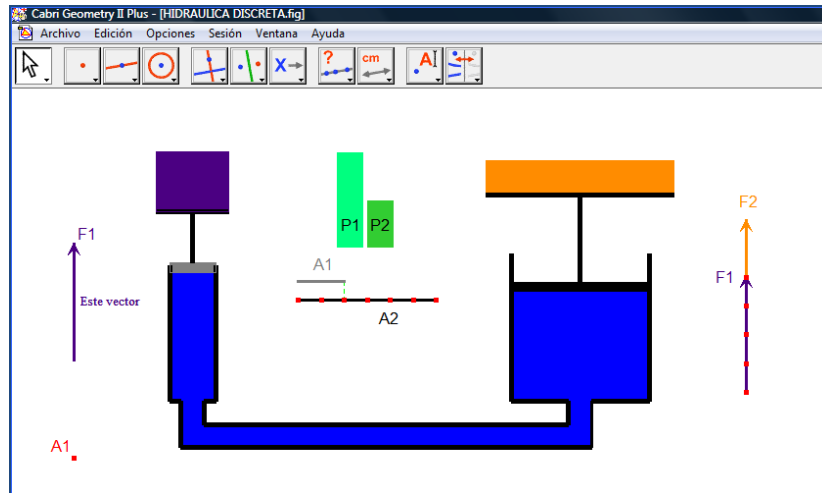 Cabri Geometry II Plus - [HIDRAULICA DISCRETA.fig]
Archivo Edición Opciones Sesión Ventana Ayuda
? cm A
X
F1
Este vector
A1
P1 P2
A1
A2
F2
F1